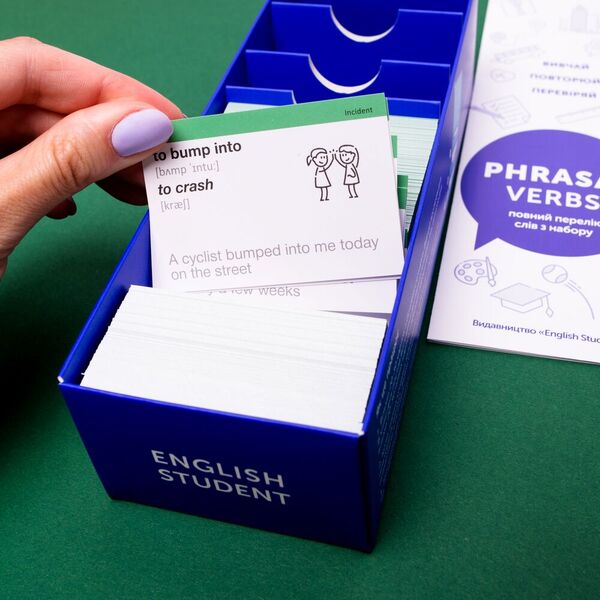 Incident
to bump into
[bʌmp ˈɪntuː]
to crash
[kræʃ]
A cyclist bumped into me today
on the street
a few weeks
ENGLISH
STUDENT
ВИВЧАЙ
ПОВТОРЮЙ
ПЕРЕВІРЯЙ
PHRASA
VERBS
повний перелік
слів з набору
Видавництво «English Stud